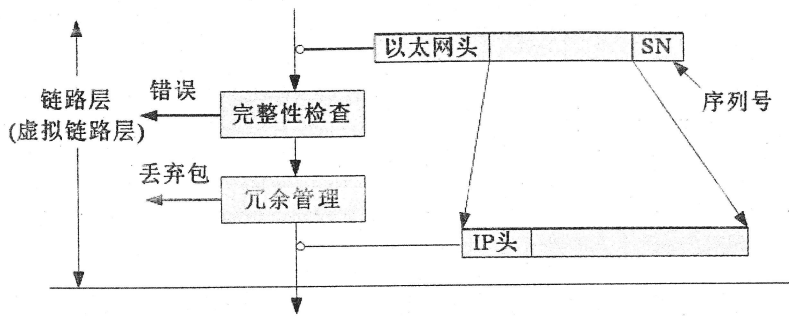 以太网头
SN
错误
链路层
(虚拟链路层)
完整性检查
序列号
丢弃包
冗余管理
IP头